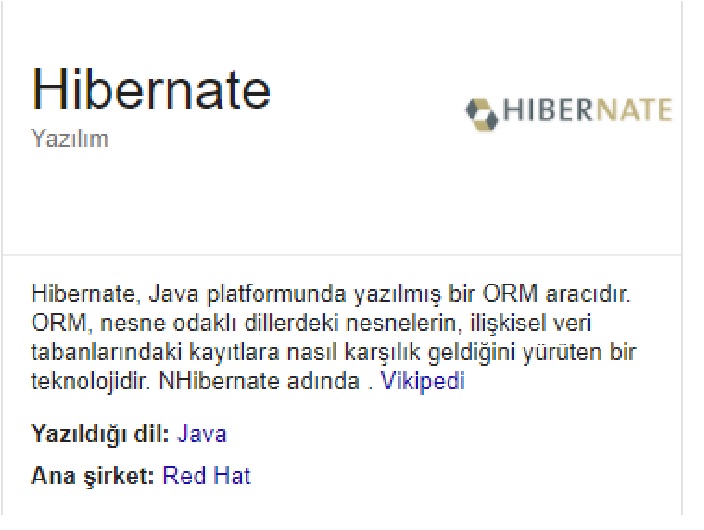 Hibernate
Yazılım
HIBERNATE
Hibernate, Java platformunda yazılmış bir ORM aracıdır.
ORM, nesne odaklı dillerdeki nesnelerin, ilişkisel veri
tabanlarındaki kayıtlara nasıl karşılık geldiğini yürüten bir
teknolojidir. NHibernate adında . Vikipedi
Yazıldığı dil: Java
Ana şirket: Red Hat